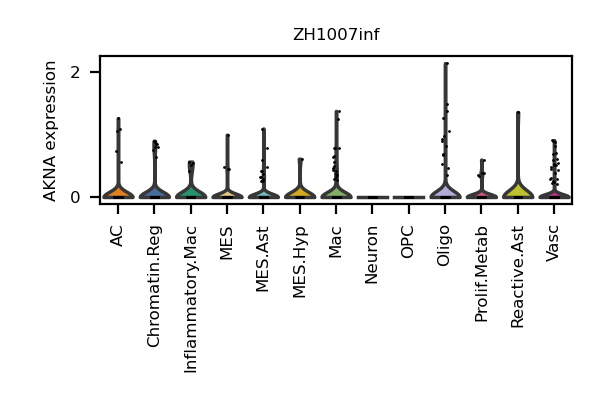 ZH1007inf
AKNA expression
2
0
AC
Chromatin.Reg
Inflammatory.Mac
MES
MES.Ast
MES.Hyp
Mac
Neuron
OPC
Oligo
Prolif.Metab
Reactive.Ast
Vasc